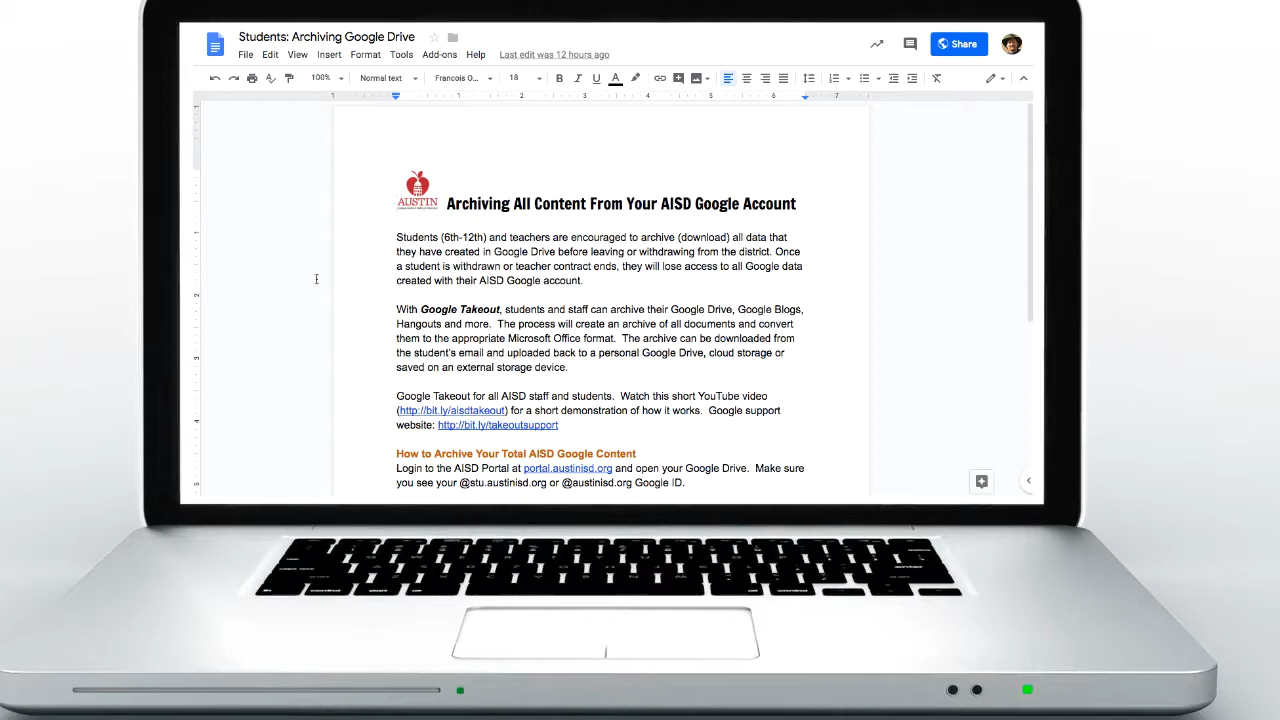 Students: Archiving Google Drive
File Edit View Insert Format Tools Add-ons Help Last edit was 12 hours ago
Share
100% Normal text Francois O... 18 B I U A
1 1 2 3 4 5 6 7
AUSTIN
Archiving All Content From Your AISD Google Account
Students (6th-12th) and teachers are encouraged to archive (download) all data that
they have created in Google Drive before leaving or withdrawing from the district. Once
a student is withdrawn or teacher contract ends, they will lose access to all Google data
created with their AISD Google account.
With Google Takeout, students and staff can archive their Google Drive, Google Blogs,
Hangouts and more. The process will create an archive of all documents and convert
them to the appropriate Microsoft Office format. The archive can be downloaded from
the student's email and uploaded back to a personal Google Drive, cloud storage or
saved on an external storage device.
Google Takeout for all AISD staff and students. Watch this short YouTube video
(http://bit.ly/aisdtakeout) for a short demonstration of how it works. Google support
website: http://bit.ly/takeoutsupport
How to Archive Your Total AISD Google Content
Login to the AISD Portal at portal.austinisd.org and open your Google Drive. Make sure
you see your @stu.austinisd.org or @austinisd.org Google ID.